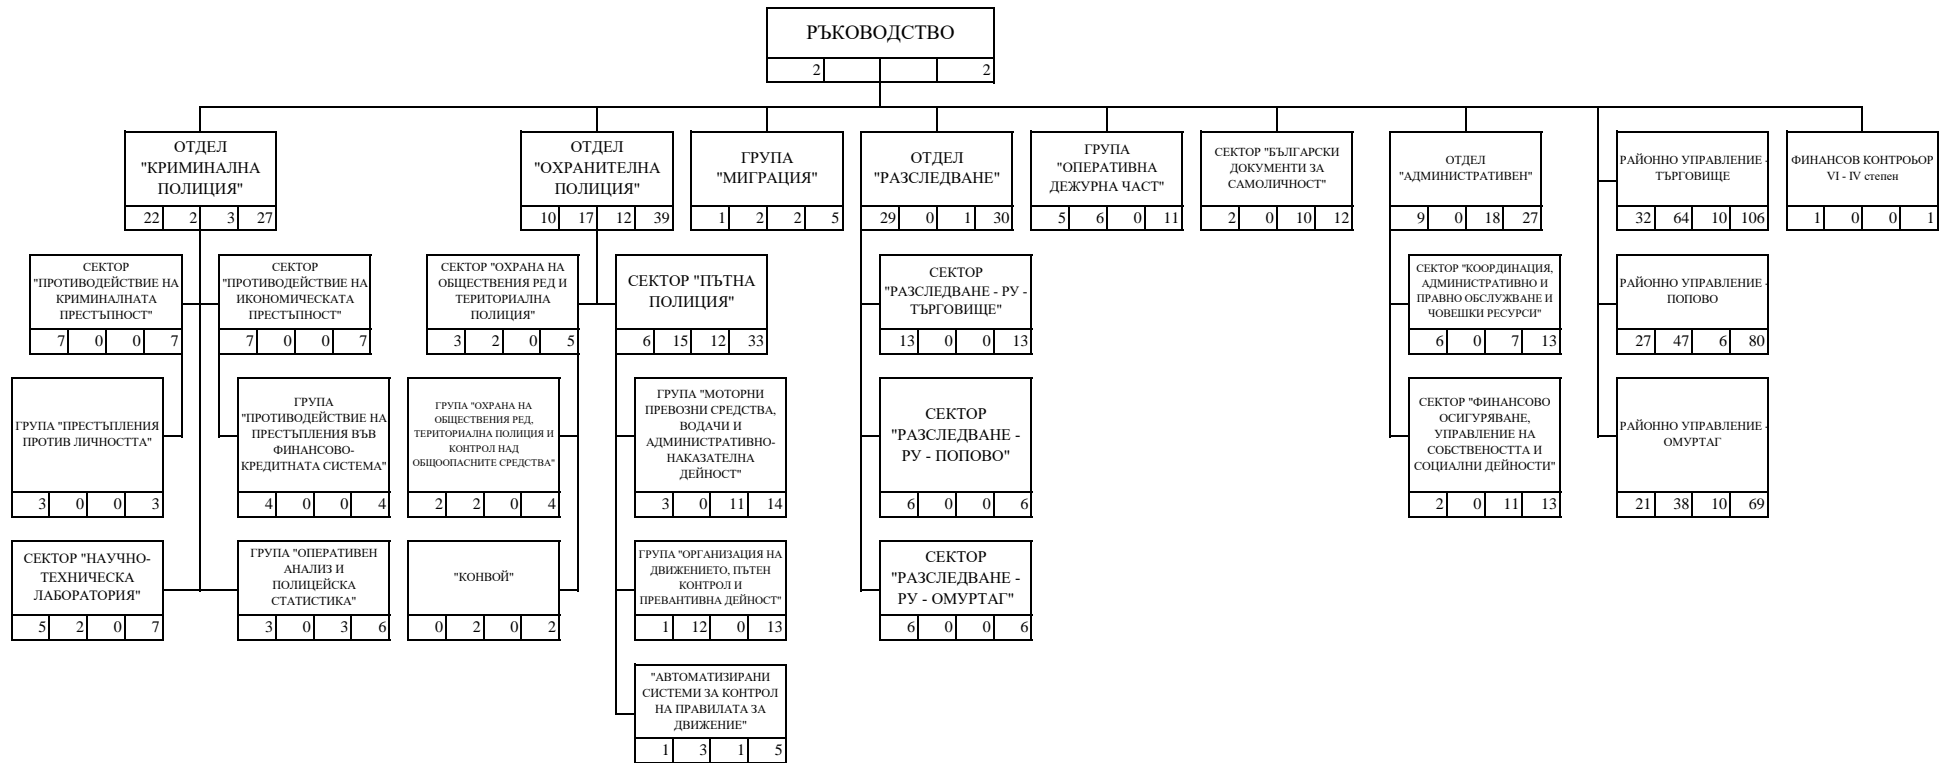 РЪКОВОДСТВО
2 2
ОТДЕЛ
"КРИМИНАЛНА
ПОЛИЦИЯ"
22 2 3 27
ОТДЕЛ
"ОХРАНИТЕЛНА
ПОЛИЦИЯ"
10 17 12 39
ГРУПА
"МИГРАЦИЯ"
1 2 2 5
ОТДЕЛ
"РАЗСЛЕДВАНЕ"
29 0 1 30
ГРУПА
"ОПЕРАТИВНА
ДЕЖУРНА ЧАСТ"
5 6 0 11
СЕКТОР "БЪЛГАРСКИ
ДОКУМЕНТИ ЗА
САМОЛИЧНОСТ"
2 0 10 12
ОТДЕЛ
"АДМИНИСТРАТИВЕН"
9 0 18 27
РАЙОННО УПРАВЛЕНИЕ -
ТЪРГОВИЩЕ
32 64 10 106
ФИНАНСОВ КОНТРОЬОР
VI - IV степен
1 0 0 1
СЕКТОР
"ПРОТИВОДЕЙСТВИЕ НА
КРИМИНАЛНАТА
ПРЕСТЪПНОСТ"
7 0 0 7
СЕКТОР
"ПРОТИВОДЕЙСТВИЕ НА
ИКОНОМИЧЕСКАТА
ПРЕСТЪПНОСТ"
7 0 0 7
СЕКТОР "ОХРАНА НА
ОБЩЕСТВЕНИЯ РЕД И
ТЕРИТОРИАЛНА
ПОЛИЦИЯ"
3 2 0 5
СЕКТОР "ПЪТНА
ПОЛИЦИЯ"
6 15 12 33
СЕКТОР
"РАЗСЛЕДВАНЕ - РУ -
ТЪРГОВИЩЕ"
13 0 0 13
СЕКТОР "КООРДИНАЦИЯ,
АДМИНИСТРАТИВНО И
ПРАВНО ОБСЛУЖВАНЕ И
ЧОВЕШКИ РЕСУРСИ"
6 0 7 13
РАЙОННО УПРАВЛЕНИЕ -
ПОПОВО
27 47 6 80
ГРУПА "ПРЕСТЪПЛЕНИЯ
ПРОТИВ ЛИЧНОСТТА"
3 0 0 3
ГРУПА
"ПРОТИВОДЕЙСТВИЕ НА
ПРЕСТЪПЛЕНИЯ ВЪВ
ФИНАНСОВО-
КРЕДИТНАТА СИСТЕМА"
4 0 0 4
ГРУПА "ОХРАНА НА
ОБЩЕСТВЕНИЯ РЕД,
ТЕРИТОРИАЛНА ПОЛИЦИЯ И
КОНТРОЛ НАД
ОБЩООПАСНИТЕ СРЕДСТВА"
2 2 0 4
ГРУПА "МОТОРНИ
ПРЕВОЗНИ СРЕДСТВА,
ВОДАЧИ И
АДМИНИСТРАТИВНО-
НАКАЗАТЕЛНА
ДЕЙНОСТ"
3 0 11 14
СЕКТОР
"РАЗСЛЕДВАНЕ -
РУ - ПОПОВО"
6 0 0 6
СЕКТОР "ФИНАНСОВО
ОСИГУРЯВАНЕ,
УПРАВЛЕНИЕ НА
СОБСТВЕНОСТТА И
СОЦИАЛНИ ДЕЙНОСТИ"
2 0 11 13
РАЙОННО УПРАВЛЕНИЕ -
ОМУРТАГ
21 38 10 69
СЕКТОР "НАУЧНО-
ТЕХНИЧЕСКА
ЛАБОРАТОРИЯ"
5 2 0 7
ГРУПА "ОПЕРАТИВЕН
АНАЛИЗ И
ПОЛИЦЕЙСКА
СТАТИСТИКА"
3 0 3 6
"КОНВОЙ"
0 2 0 2
ГРУПА "ОРГАНИЗАЦИЯ НА
ДВИЖЕНИЕТО, ПЪТЕН
КОНТРОЛ И
ПРЕВАНТИВНА ДЕЙНОСТ"
1 12 0 13
СЕКТОР
"РАЗСЛЕДВАНЕ -
РУ - ОМУРТАГ"
6 0 0 6
"АВТОМАТИЗИРАНИ
СИСТЕМИ ЗА КОНТРОЛ
НА ПРАВИЛАТА ЗА
ДВИЖЕНИЕ"
1 3 1 5